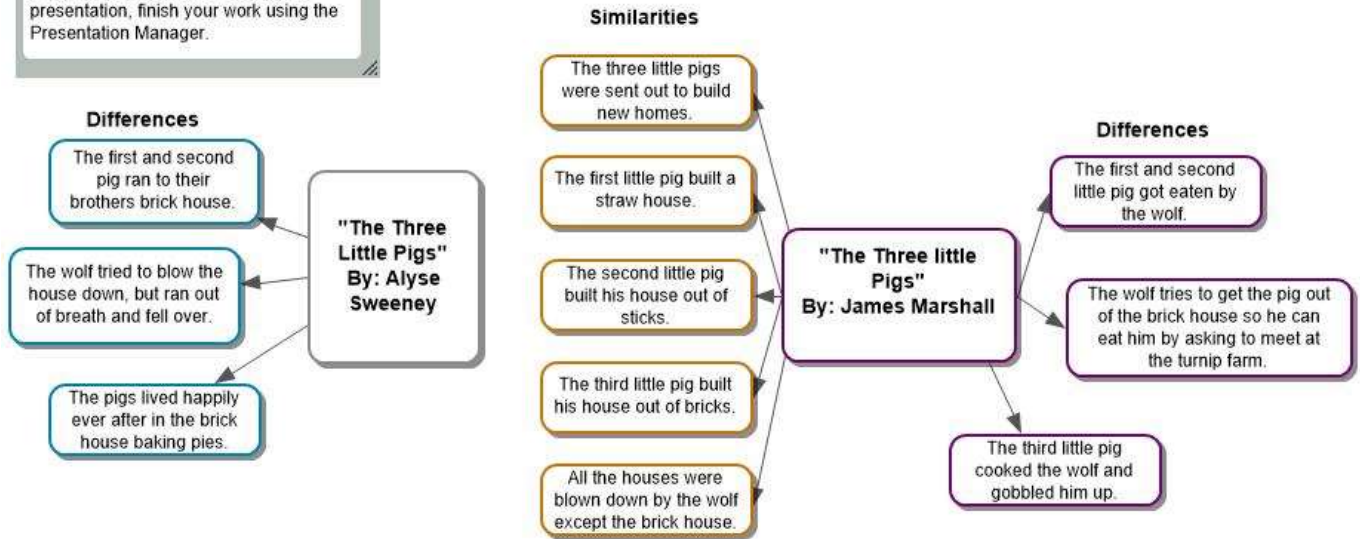 presentation, finish your work using the
Presentation Manager.
Differences
The first and second
pig ran to their
brothers brick house.
The wolf tried to blow the
house down, but ran out
of breath and fell over.
The pigs lived happily
ever after in the brick
house baking pies.
"The Three
Little Pigs"
By: Alyse
Sweeney
Similarities
The three little pigs
were sent out to build
new homes.
The first little pig built a
straw house.
The second little pig
built his house out of
sticks.
The third little pig built
his house out of bricks.
All the houses were
blown down by the wolf
except the brick house.
"The Three little
Pigs"
By: James Marshall
Differences
The first and second
little pig got eaten by
the wolf.
The wolf tries to get the pig out
of the brick house so he can
eat him by asking to meet at
the turnip farm.
The third little pig
cooked the wolf and
gobbled him up.